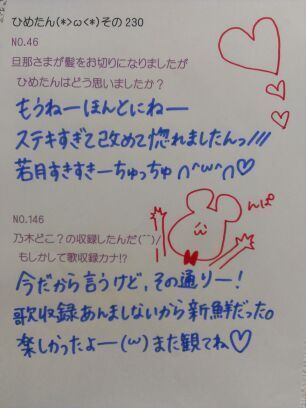 ひめたん(*>ω<*)その 230
NO.46
旦那さまが髪をお切りになりましたが
ひめたんはどう思いましたか?
もうねーほんとにねー
ステキすぎて改めて惚れましたんっ///
若月すきすきーちゅっちゅ∩^ω^∩♡
んぱ
NO.146
乃木どこ?の収録したんだ(¯^¯)/
もしかして歌収録カナ!?
今だから言うけど、その通りー!
歌収録あんましないから新鮮だった。
楽しかったよー(ω)また観てね♡